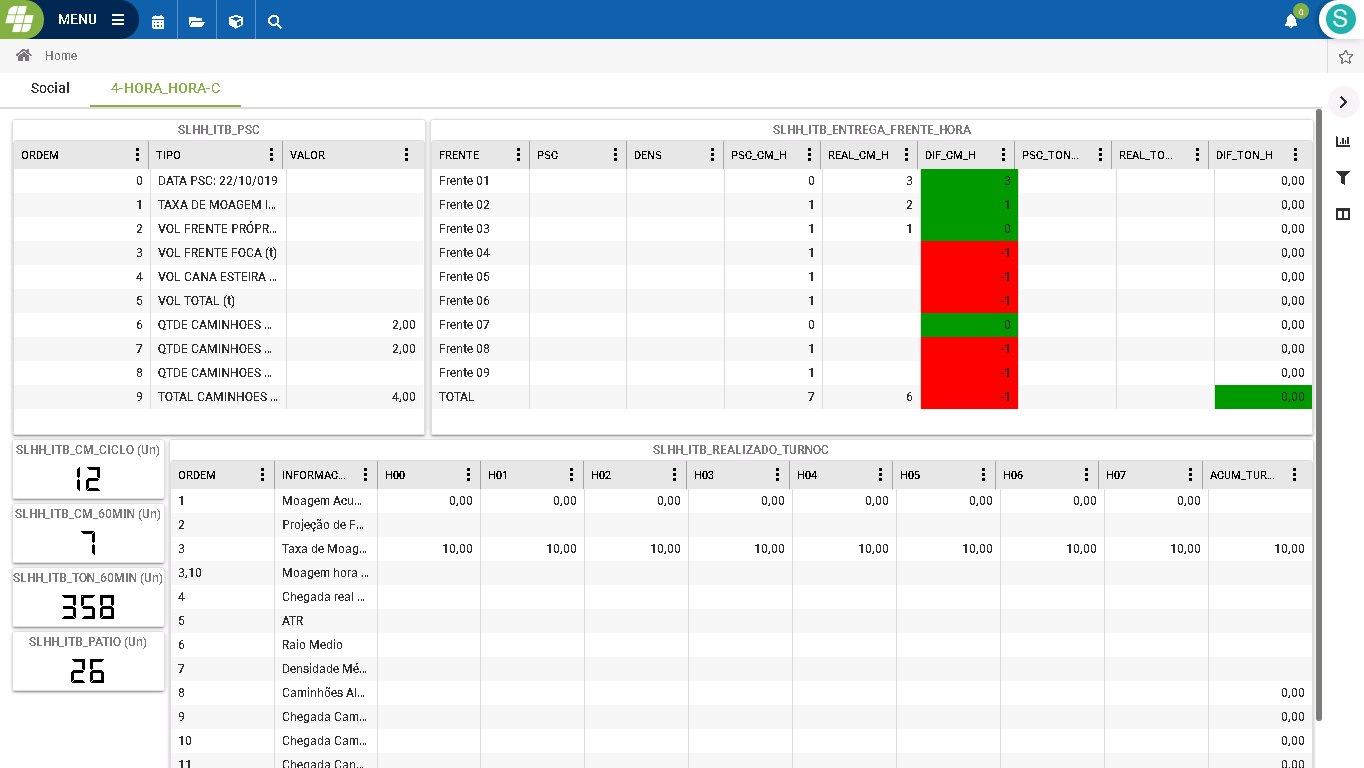 MENU
0
S
Home
Social 4-HORA_HORA-C
SLHH_ITB_PSC
ORDEM TIPO VALOR
0 DATA PSC: 22/10/019
1 TAXA DE MOAGEM I...
2 VOL FRENTE PRÓPR...
3 VOL FRENTE FOCA (t)
4 VOL CANA ESTEIRA ...
5 VOL TOTAL (t)
6 QTDE CAMINHOES ... 2,00
7 QTDE CAMINHOES ... 2,00
8 QTDE CAMINHOES ...
9 TOTAL CAMINHOES ... 4,00
SLHH_ITB_ENTREGA_FRENTE_HORA
FRENTE PSC DENS PSC_CM_H REAL_CM_H DIF_CM_H PSC_TON... REAL_TO... DIF_TON_H
Frente 01 0 3 3 0,00
Frente 02 1 2 1 0,00
Frente 03 1 1 0 0,00
Frente 04 1 -1 0,00
Frente 05 1 -1 0,00
Frente 06 1 -1 0,00
Frente 07 0 0 0,00
Frente 08 1 -1 0,00
Frente 09 1 -1 0,00
TOTAL 7 6 -1 0,00
SLHH_ITB_CM_CICLO (Un)
12
SLHH_ITB_CM_60MIN (Un)
7
SLHH_ITB_TON_60MIN (Un)
358
SLHH_ITB_PATIO (Un)
26
SLHH_ITB_REALIZADO_TURNOC
ORDEM INFORMAC... H00 H01 H02 H03 H04 H05 H06 H07 ACUM_TUR...
1 Moagem Acu... 0,00 0,00 0,00 0,00 0,00 0,00 0,00 0,00
2 Projeção de F...
3 Taxa de Moag... 10,00 10,00 10,00 10,00 10,00 10,00 10,00 10,00 10,00
3,10 Moagem hora ...
4 Chegada real ...
5 ATR
6 Raio Medio
7 Densidade Mé...
8 Caminhões Al... 0,00
9 Chegada Cam... 0,00
10 Chegada Cam... 0,00
11 Chegada Can... 0,00